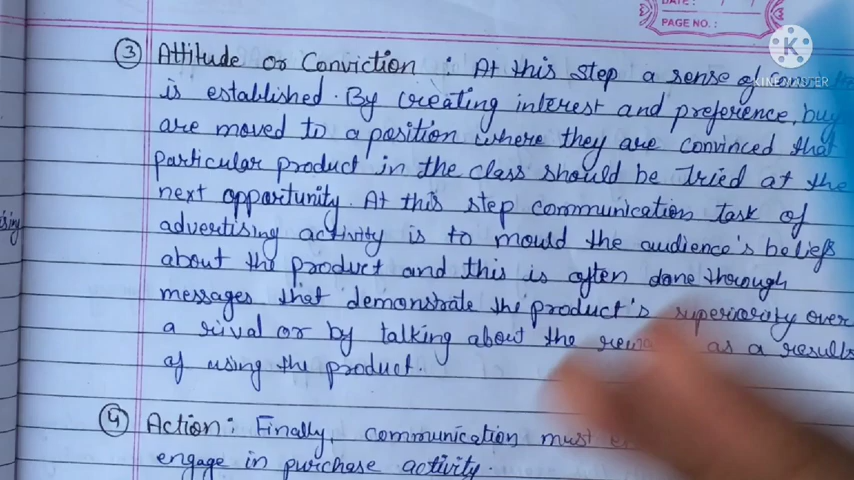 DATE: / /
PAGE NO.:
KINEMASTER
③ Attitude or Conviction : At this step a sense of
is established. By creating interest and preference, buy
are moved to a position where they are convinced that
particular product in the class should be tried at the
next opportunity. At this step communication task of
advertising activity is to mould the audience's beliefs
about the product and this is often done through
messages that demonstrate the product's superiority over
a rival or by talking about the as a results
of using the product.
④ Action : Finally, communication must
engage in purchase activity.